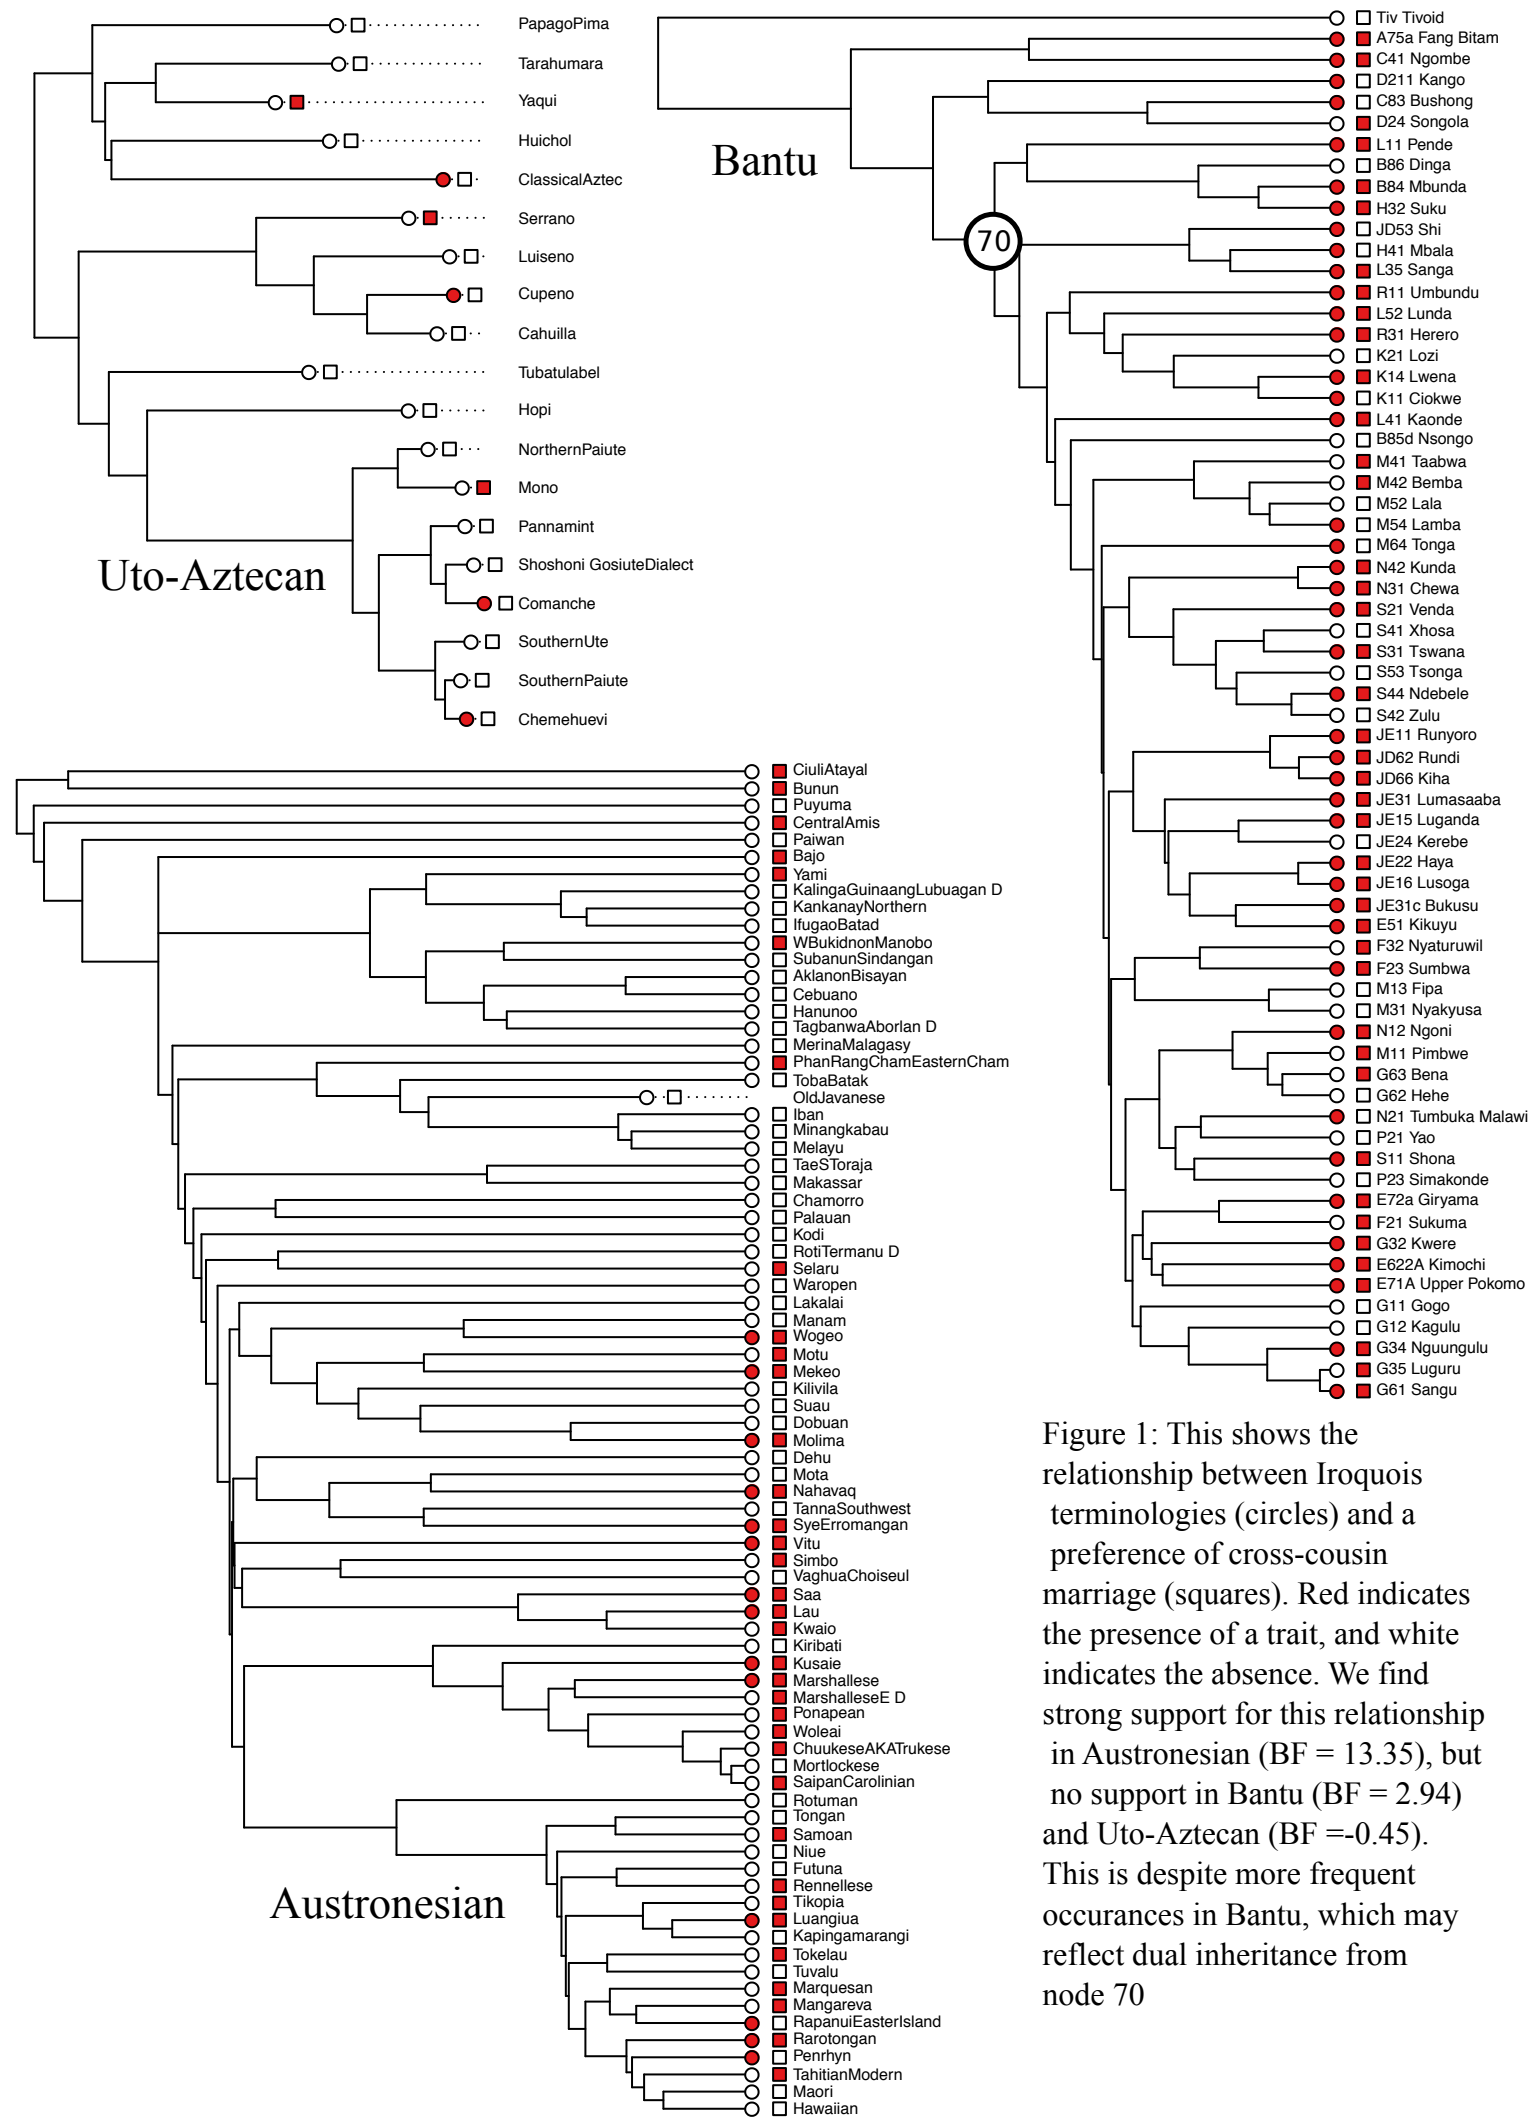 PapagoPima
Tarahumara
Yaqui
Huichol
ClassicalAztec
Serrano
Luiseno
Cupeno
Cahuilla
Tubatulabel
Hopi
NorthernPaiute
Mono
Pannamint
Shoshoni GosiuteDialect
Comanche
SouthernUte
SouthernPaiute
Chemehuevi
Uto-Aztecan
Tiv Tivoid
A75a Fang Bitam
C41 Ngombe
D211 Kango
C83 Bushong
D24 Songola
L11 Pende
B86 Dinga
B84 Mbunda
H32 Suku
JD53 Shi
H41 Mbala
L35 Sanga
R11 Umbundu
L52 Lunda
R31 Herero
K21 Lozi
K14 Lwena
K11 Ciokwe
L41 Kaonde
B85d Nsongo
M41 Taabwa
M42 Bemba
M52 Lala
M54 Lamba
M64 Tonga
N42 Kunda
N31 Chewa
S21 Venda
S41 Xhosa
S31 Tswana
S53 Tsonga
S44 Ndebele
S42 Zulu
JE11 Runyoro
JD62 Rundi
JD66 Kiha
JE31 Lumasaaba
JE15 Luganda
JE24 Kerebe
JE22 Haya
JE16 Lusoga
JE31c Bukusu
E51 Kikuyu
F32 Nyaturuwil
F23 Sumbwa
M13 Fipa
M31 Nyakyusa
N12 Ngoni
M11 Pimbwe
G63 Bena
G62 Hehe
N21 Tumbuka Malawi
P21 Yao
S11 Shona
P23 Simakonde
E72a Giryama
F21 Sukuma
G32 Kwere
E622A Kimochi
E71A Upper Pokomo
G11 Gogo
G12 Kagulu
G34 Nguungulu
G35 Luguru
G61 Sangu
Bantu
70
CiuliAtayal
Bunun
Puyuma
CentralAmis
Paiwan
Bajo
Yami
KalingaGuinaangLubuagan D
KankanayNorthern
IfugaoBatad
WBukidnonManobo
SubanunSindangan
AklanonBisayan
Cebuano
Hanunoo
TagbanwaAborlan D
MerinaMalagasy
PhanRangChamEasternCham
TobaBatak
OldJavanese
Iban
Minangkabau
Melayu
TaeSToraja
Makassar
Chamorro
Palauan
Kodi
RotiTermanu D
Selaru
Waropen
Lakalai
Manam
Wogeo
Motu
Mekeo
Kilivila
Suau
Dobuan
Molima
Dehu
Mota
Nahavaq
TannaSouthwest
SyeErromangan
Vitu
Simbo
VaghuaChoiseul
Saa
Lau
Kwaio
Kiribati
Kusaie
Marshallese
MarshalleseE D
Ponapean
Woleai
ChuukeseAKATrukese
Mortlockese
SaipanCarolinian
Rotuman
Tongan
Samoan
Niue
Futuna
Rennellese
Tikopia
Luangiua
Kapingamarangi
Tokelau
Tuvalu
Marquesan
Mangareva
RapanuiEasterIsland
Rarotongan
Penrhyn
TahitianModern
Maori
Hawaiian
Austronesian
Figure 1: This shows the
relationship between Iroquois
terminologies (circles) and a
preference of cross-cousin
marriage (squares). Red indicates
the presence of a trait, and white
indicates the absence. We find
strong support for this relationship
in Austronesian (BF = 13.35), but
no support in Bantu (BF = 2.94)
and Uto-Aztecan (BF =-0.45).
This is despite more frequent
occurances in Bantu, which may
reflect dual inheritance from
node 70